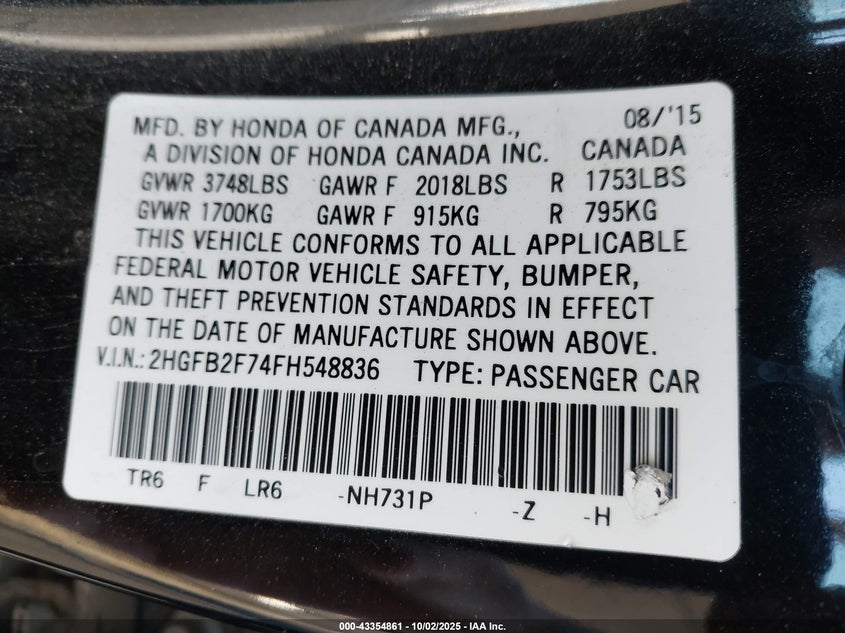 MFD. BY HONDA OF CANADA MFG., 08/'15
A DIVISION OF HONDA CANADA INC. CANADA
GVWR 3748LBS GAWR F 2018LBS R 1753LBS
GVWR 1700KG GAWR F 915KG R 795KG
THIS VEHICLE CONFORMS TO ALL APPLICABLE
FEDERAL MOTOR VEHICLE SAFETY, BUMPER,
AND THEFT PREVENTION STANDARDS IN EFFECT
ON THE DATE OF MANUFACTURE SHOWN ABOVE.
V.I.N.: 2HGFB2F74FH548836 TYPE: PASSENGER CAR
TR6 F LR6 -NH731P -Z -H
000-43354861 | 10/02/2025 - IAA Inc.